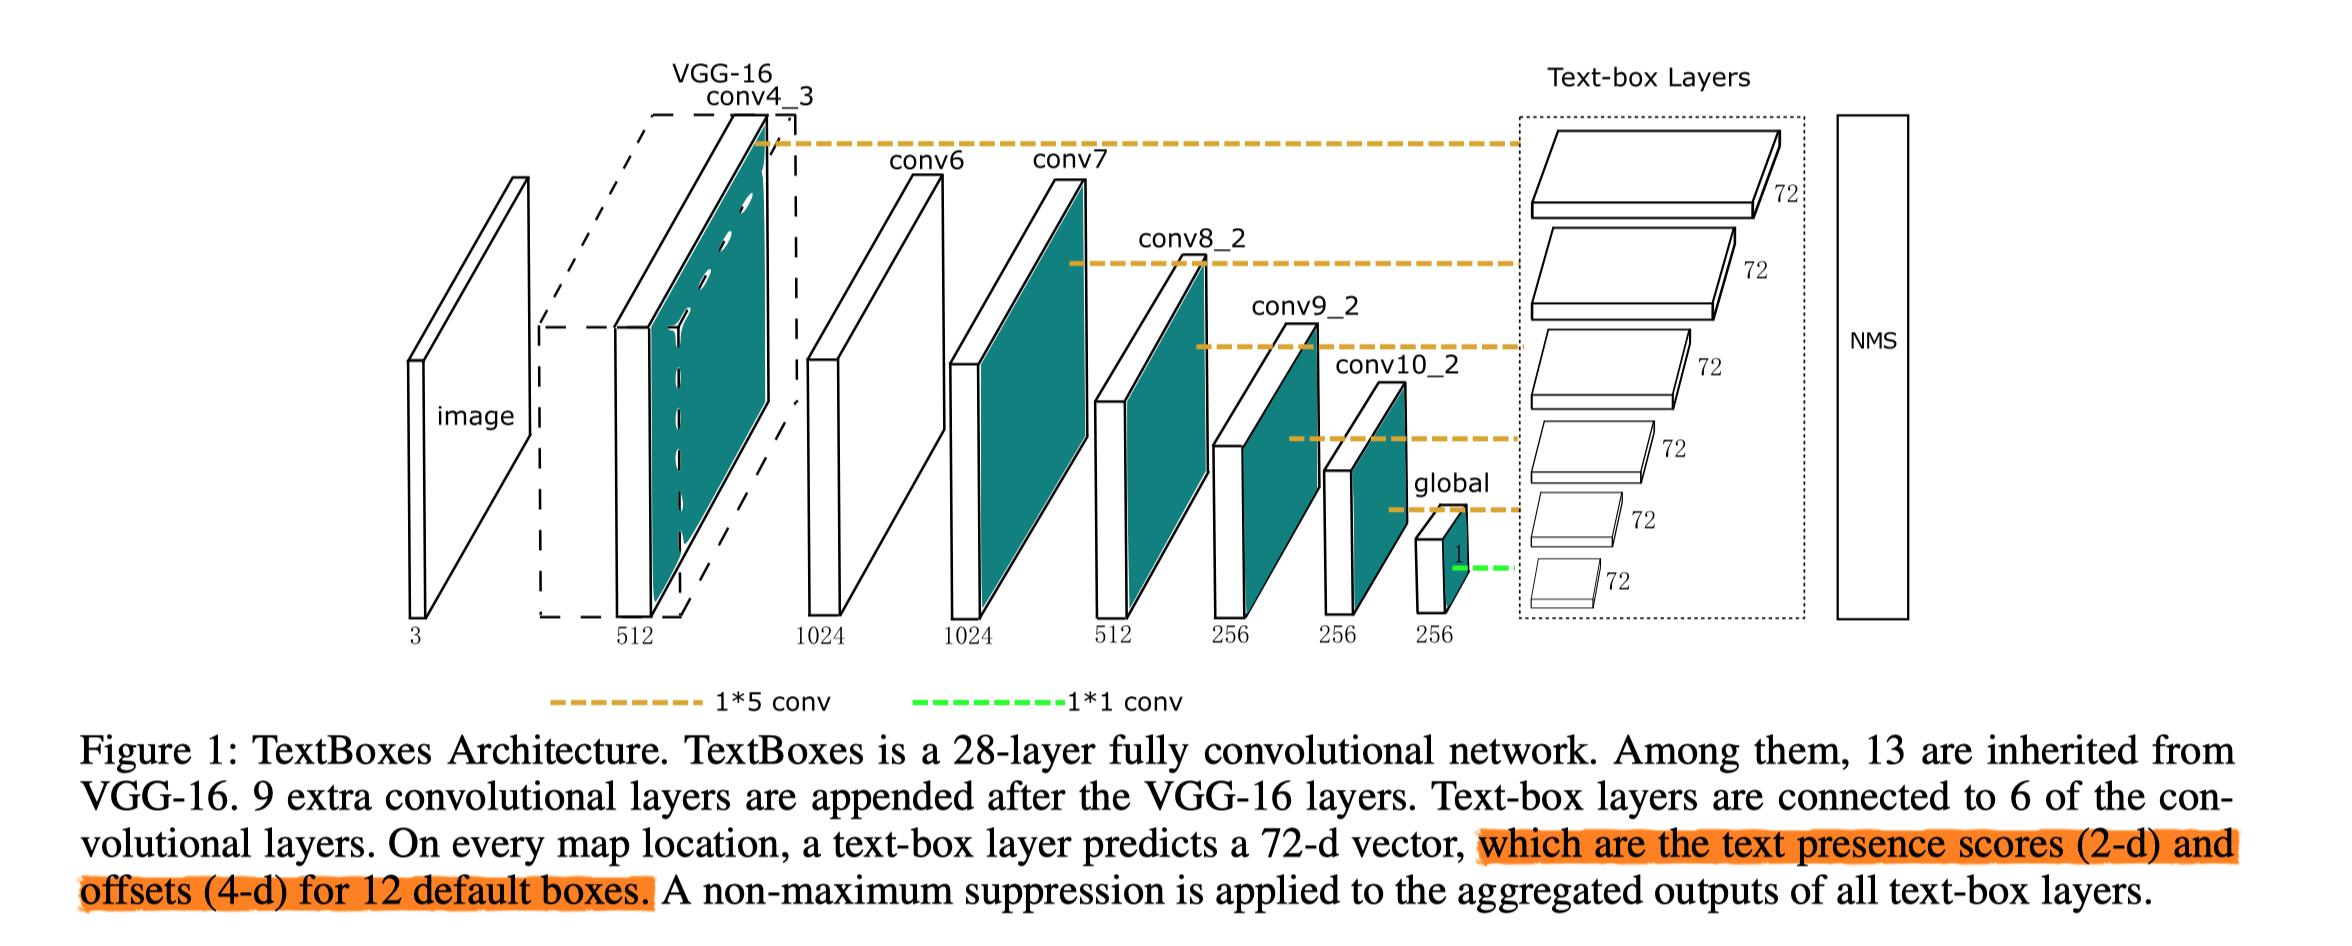 VGG-16
conv4_3
Text-box Layers
conv6
conv7
conv8_2
conv9_2
conv10_2
global
image
1
72
72
72
72
72
72
NMS
3
512
1024
1024
512
256
256
256
1*5 conv
1*1 conv
Figure 1: TextBoxes Architecture. TextBoxes is a 28-layer fully convolutional network. Among them, 13 are inherited from
VGG-16. 9 extra convolutional layers are appended after the VGG-16 layers. Text-box layers are connected to 6 of the con-
volutional layers. On every map location, a text-box layer predicts a 72-d vector, which are the text presence scores (2-d) and
offsets (4-d) for 12 default boxes. A non-maximum suppression is applied to the aggregated outputs of all text-box layers.